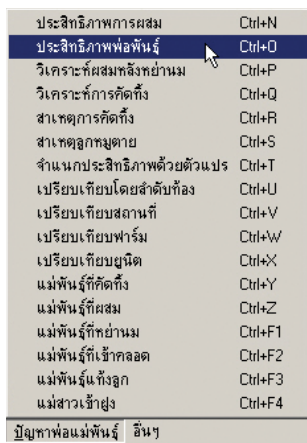 ประสิทธิภาพการผสม Ctrl+N
ประสิทธิภาพพ่อพันธุ์ Ctrl+O
วิเคราะห์ผสมหลังหย่านม Ctrl+P
วิเคราะห์การคัดทิ้ง Ctrl+Q
สาเหตุการคัดทิ้ง Ctrl+R
สาเหตุลูกหมูตาย Ctrl+S
จำแนกประสิทธิภาพด้วยตัวแปร Ctrl+T
เปรียบเทียบโดยลำดับท้อง Ctrl+U
เปรียบเทียบสถานที่ Ctrl+V
เปรียบเทียบฟาร์ม Ctrl+W
เปรียบเทียบยูนิต Ctrl+X
แม่พันธุ์ที่คัดทิ้ง Ctrl+Y
แม่พันธุ์ที่ผสม Ctrl+Z
แม่พันธุ์ที่หย่านม Ctrl+F1
แม่พันธุ์ที่เข้าคลอด Ctrl+F2
แม่พันธุ์แท้งลูก Ctrl+F3
แม่สาวเข้าฝูง Ctrl+F4
ปัญหาพ่อแม่พันธุ์ อื่นๆ